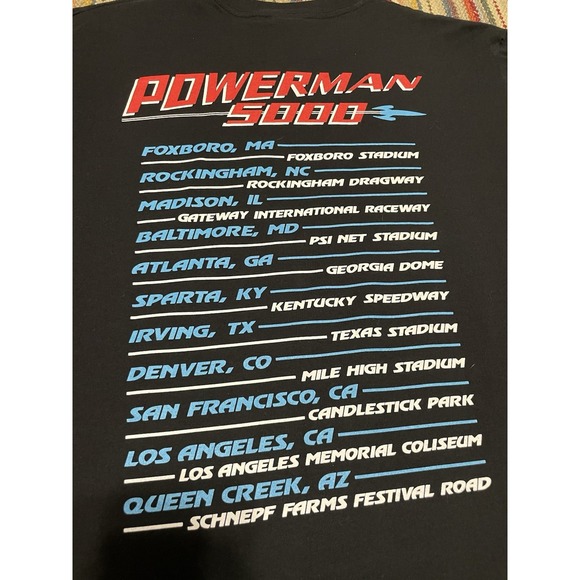 POWERMAN
5000
FOXBORO, MA
FOXBORO STADIUM
ROCKINGHAM, NC
ROCKINGHAM DRAGWAY
MADISON, IL
GATEWAY INTERNATIONAL RACEWAY
BALTIMORE, MD
PSI NET STADIUM
ATLANTA, GA
GEORGIA DOME
SPARTA, KY
KENTUCKY SPEEDWAY
IRVING, TX
TEXAS STADIUM
DENVER, CO
MILE HIGH STADIUM
SAN FRANCISCO, CA
CANDLESTICK PARK
LOS ANGELES, CA
LOS ANGELES MEMORIAL COLISEUM
QUEEN CREEK, AZ
SCHNEPF FARMS FESTIVAL ROAD